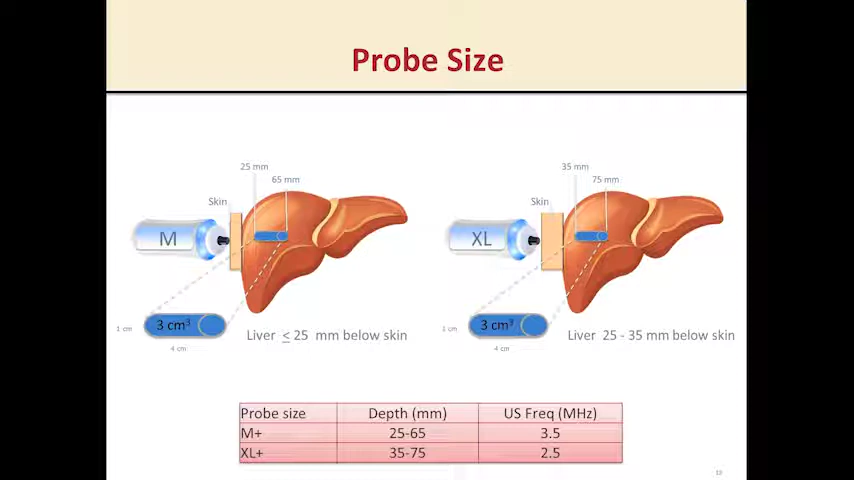 Probe Size
25 mm
65 mm
Skin
M
3 cm³
1 cm
4 cm
Liver ≤ 25 mm below skin
35 mm
75 mm
Skin
XL
3 cm³
1 cm
4 cm
Liver 25 - 35 mm below skin
Probe size Depth (mm) US Freq (MHz)
M+ 25-65 3.5
XL+ 35-75 2.5
13